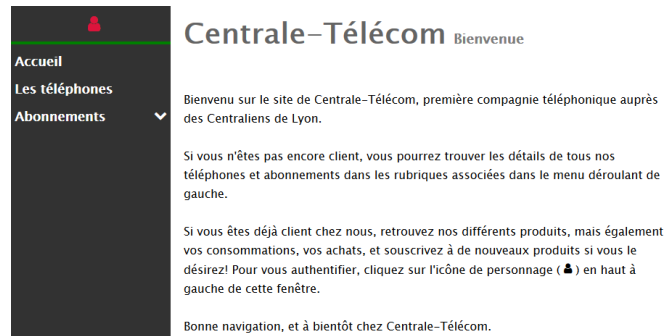 Centrale-Télécom Bienvenue
Accueil
Les téléphones
Abonnements
Bienvenu sur le site de Centrale-Télécom, première compagnie téléphonique auprès
des Centraliens de Lyon.
Si vous n'êtes pas encore client, vous pourrez trouver les détails de tous nos
téléphones et abonnements dans les rubriques associées dans le menu déroulant de
gauche.
Si vous êtes déjà client chez nous, retrouvez nos différents produits, mais également
vos consommations, vos achats, et souscrivez à de nouveaux produits si vous le
désirez! Pour vous authentifier, cliquez sur l'icône de personnage ( ) en haut à
gauche de cette fenêtre.
Bonne navigation, et à bientôt chez Centrale-Télécom.